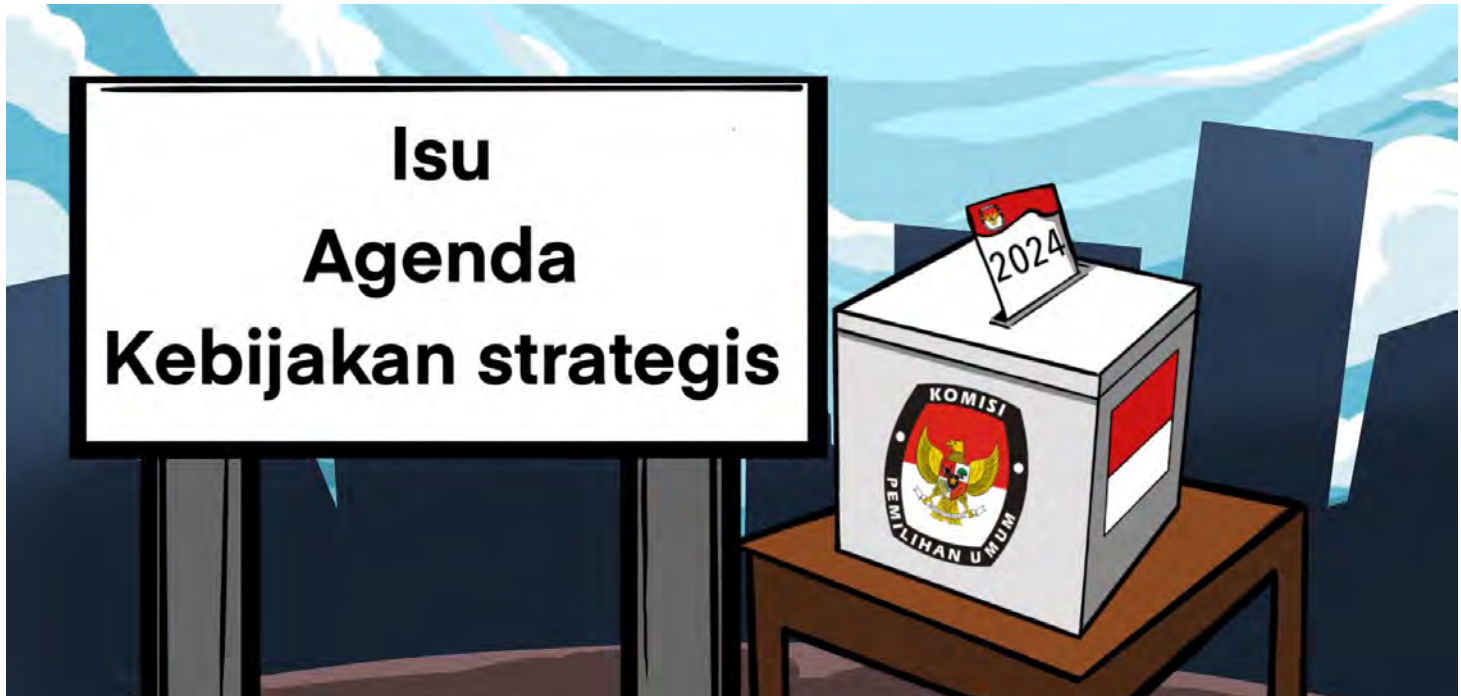 Isu
Agenda
Kebijakan strategis
2024
KOMISI
PEMILIHAN UMUM